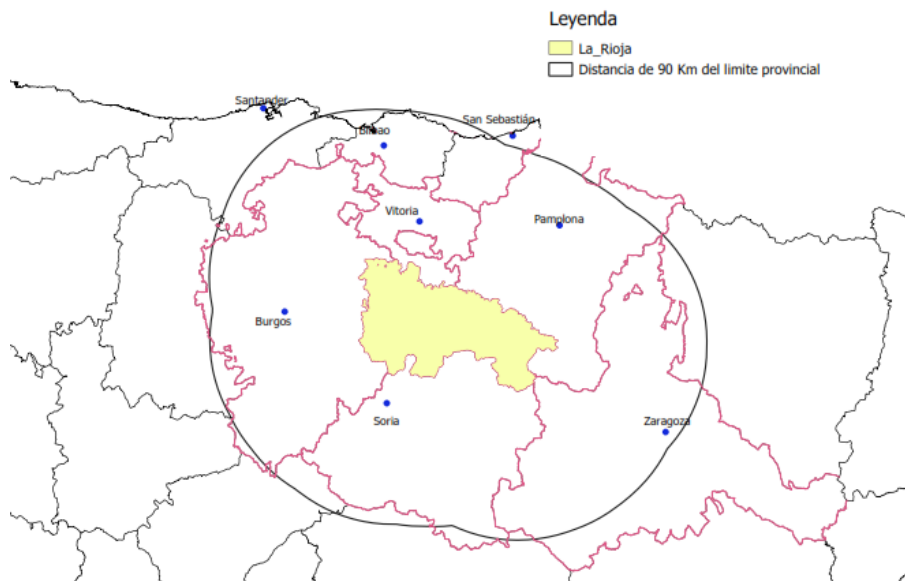 Leyenda
La_Rioja
Distancia de 90 Km del limite provincial
Santander
San Sebastián
Bilbao
Vitoria
Pamplona
Burgos
Soria
Zaragoza